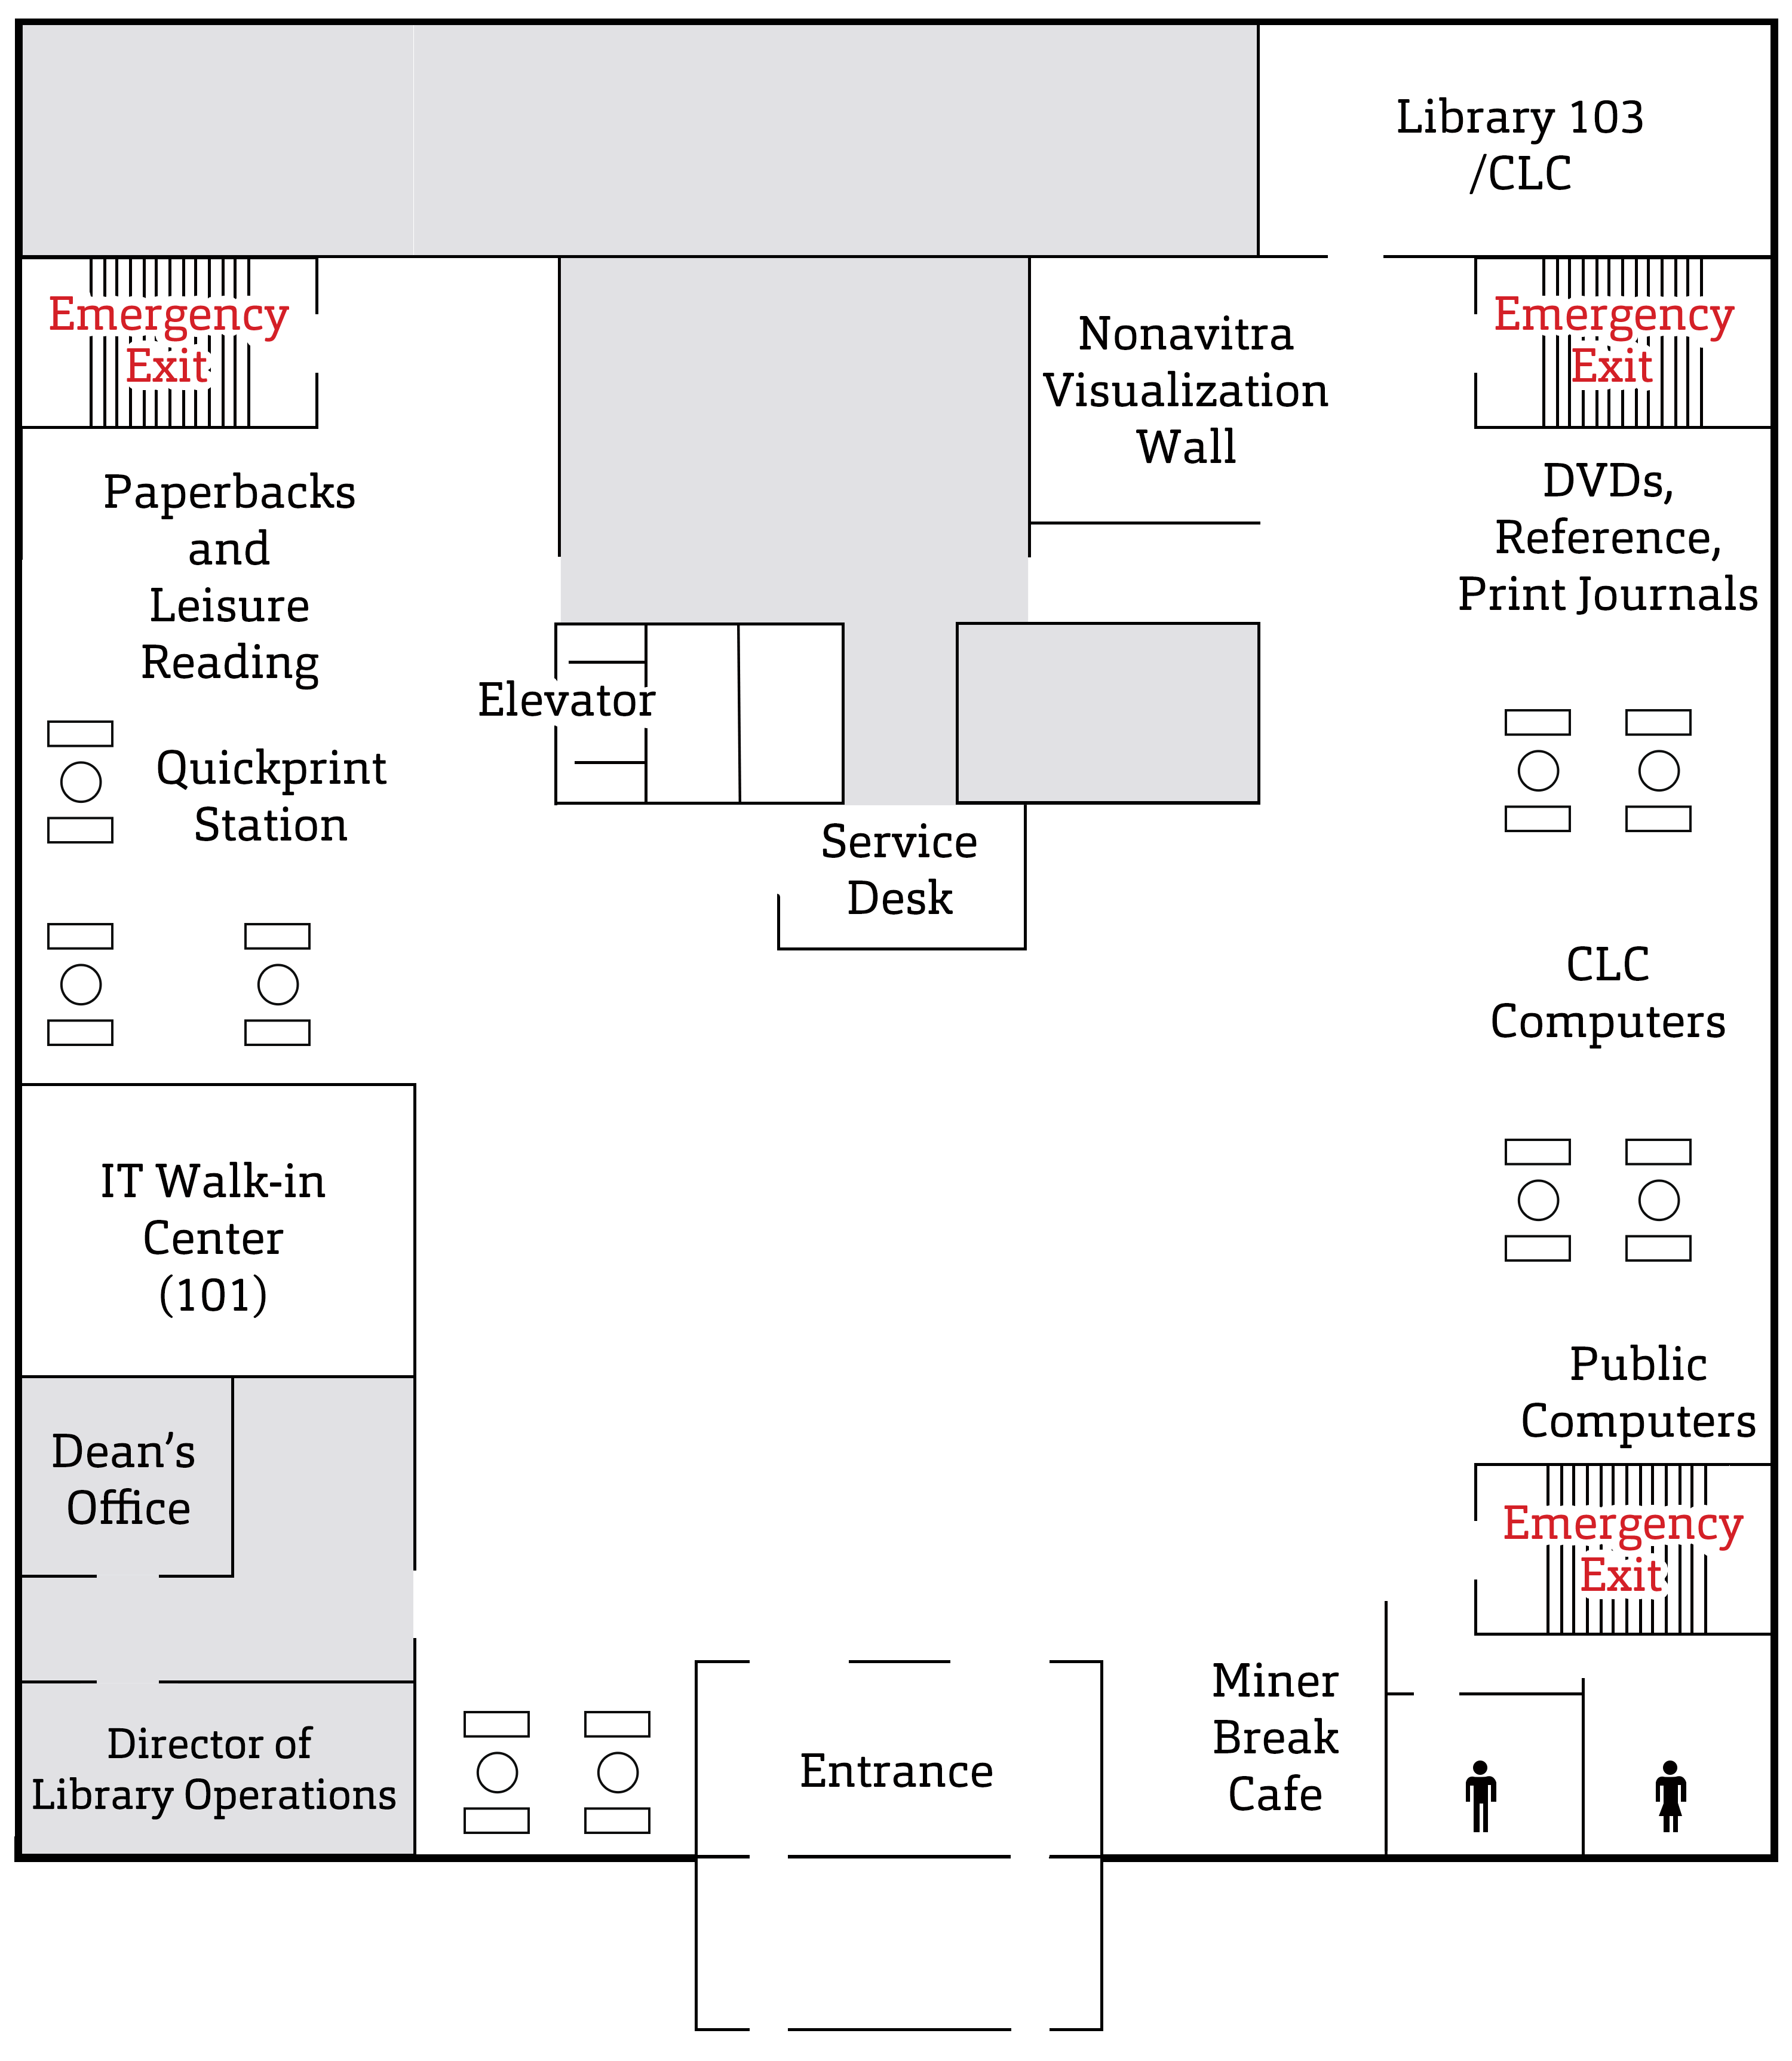 Library 103
/CLC
Emergency
Exit
Nonavitra
Visualization
Wall
Emergency
Exit
Paperbacks
and
Leisure
Reading
DVDs,
Reference,
Print Journals
Elevator
Quickprint
Station
Service
Desk
CLC
Computers
IT Walk-in
Center
(101)
Public
Computers
Dean’s
Office
Emergency
Exit
Director of
Library Operations
Entrance
Miner
Break
Cafe